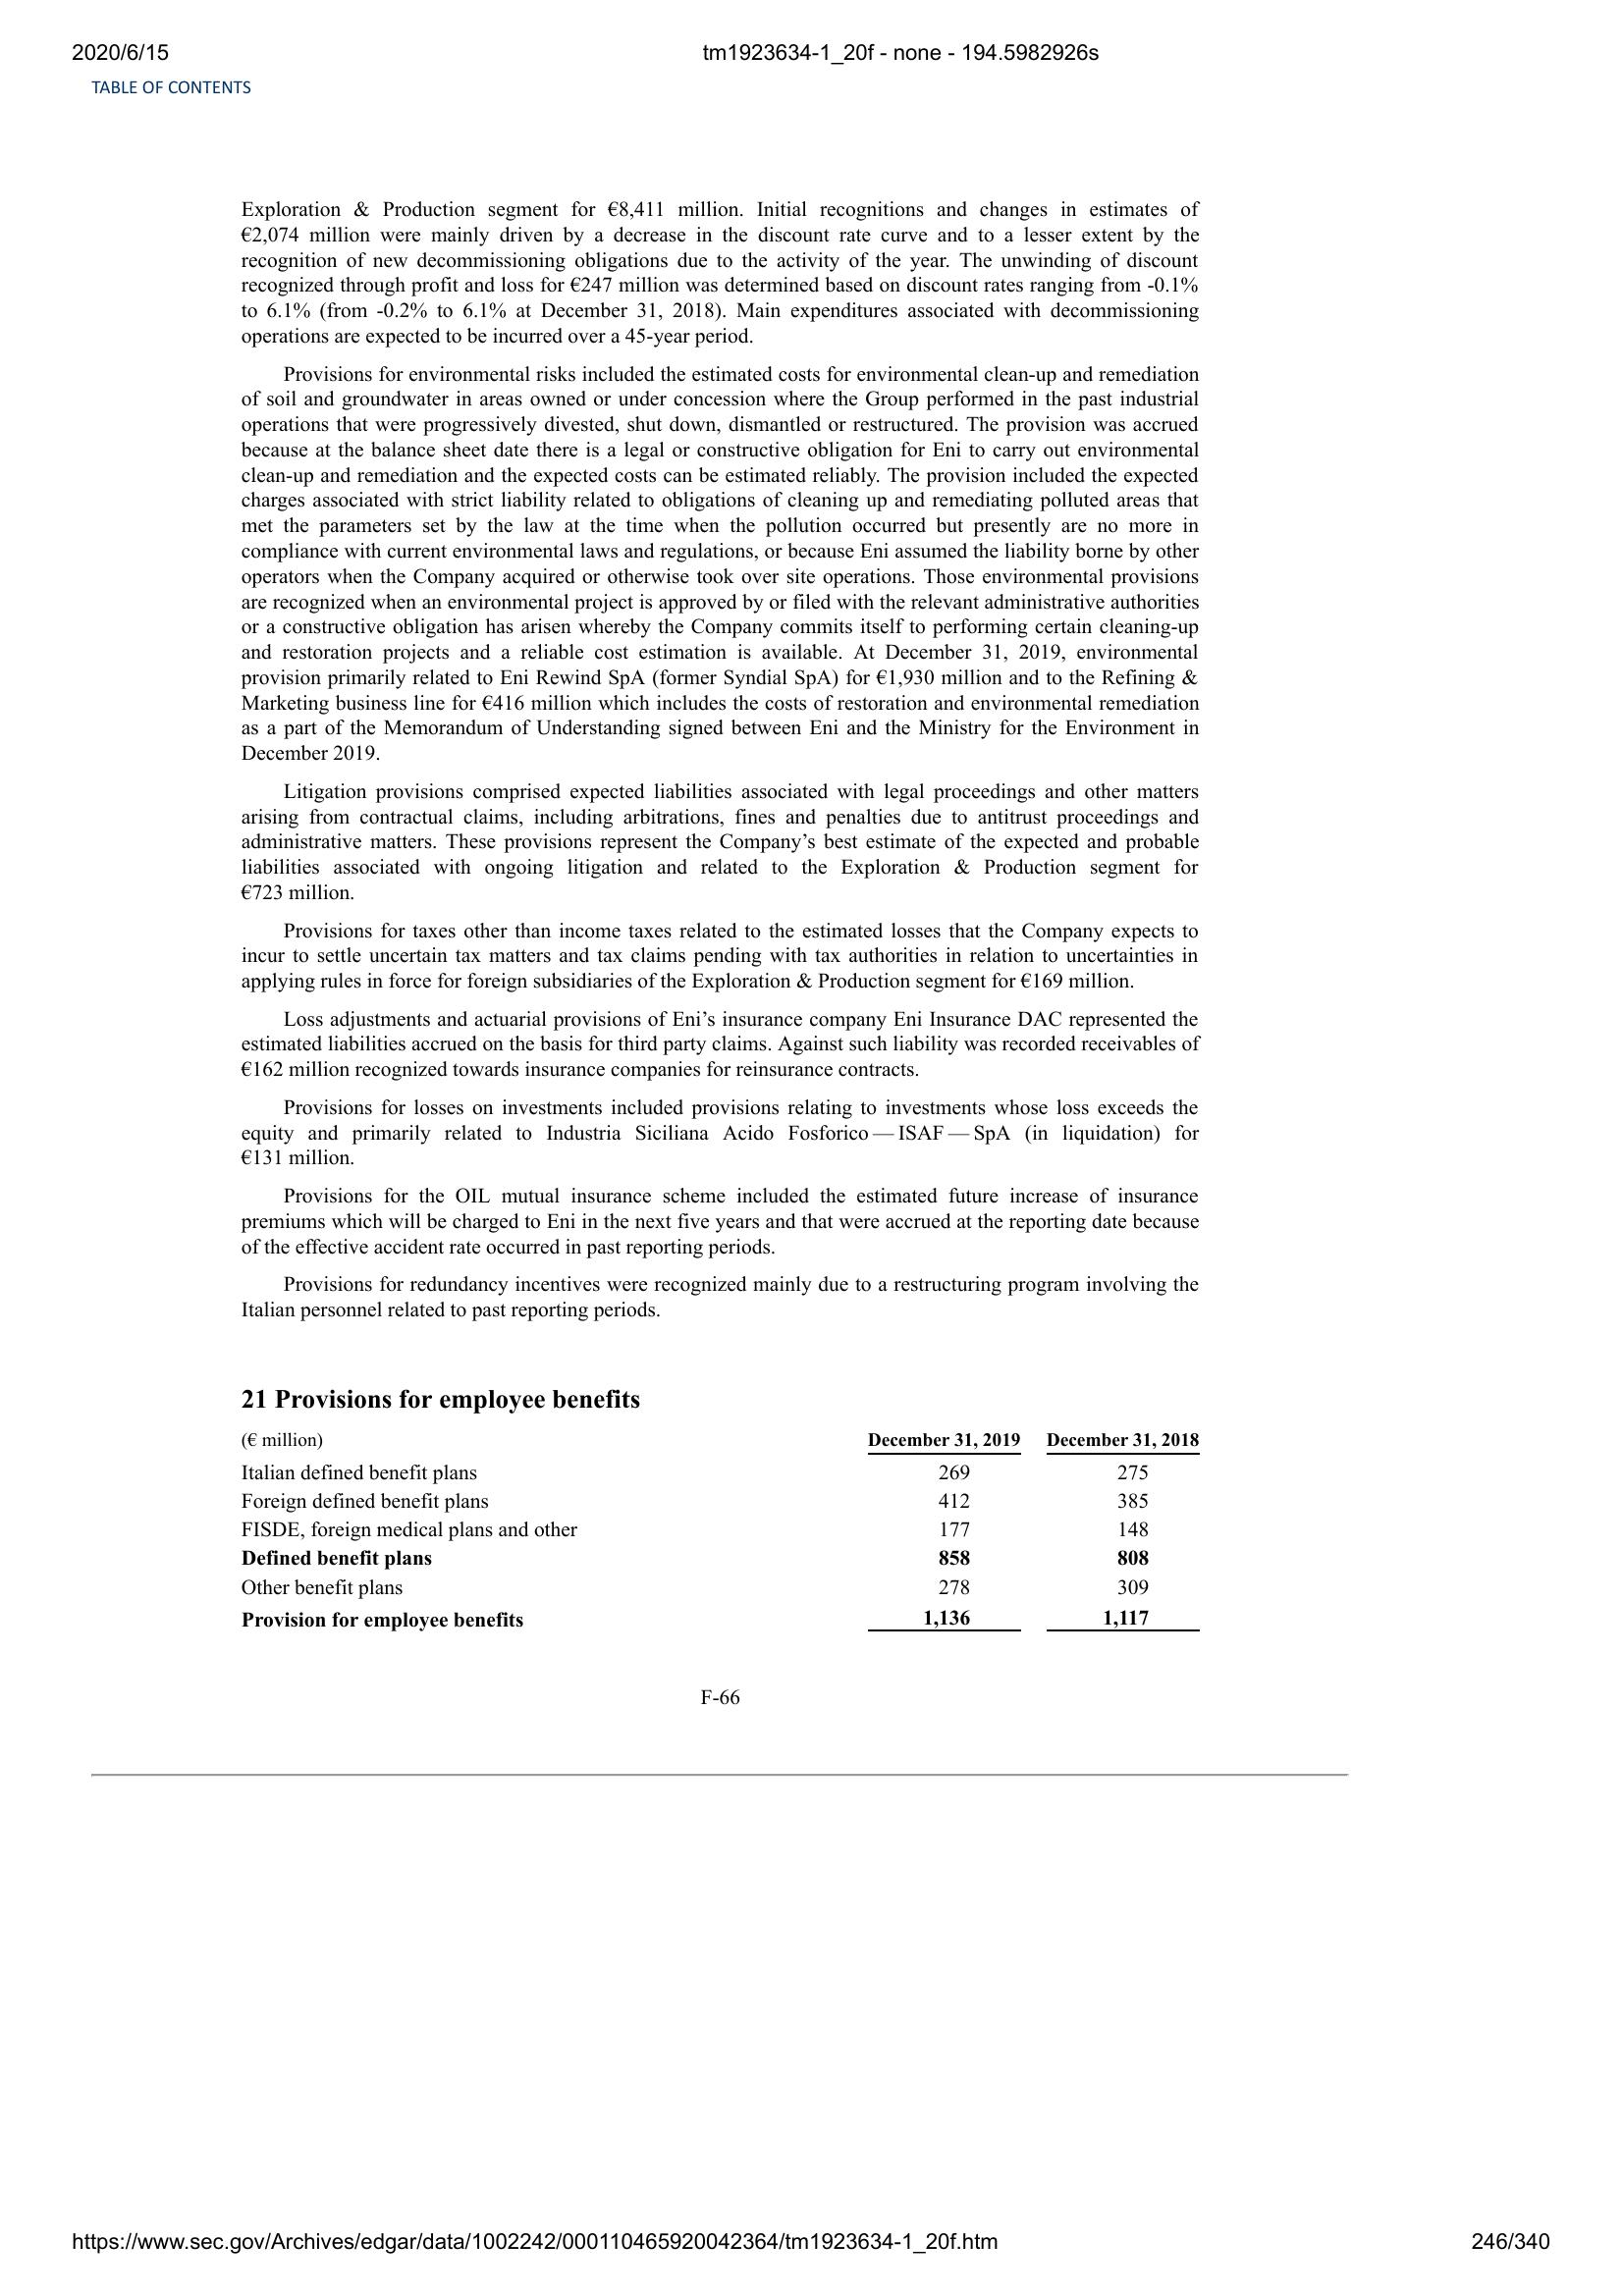 2020/6/15 tm1923634-1_20f - none - 194.5982926s
TABLE OF CONTENTS
Exploration & Production segment for €8,411 million. Initial recognitions and changes in estimates of
€2,074 million were mainly driven by a decrease in the discount rate curve and to a lesser extent by the
recognition of new decommissioning obligations due to the activity of the year. The unwinding of discount
recognized through profit and loss for €247 million was determined based on discount rates ranging from -0.1%
to 6.1% (from -0.2% to 6.1% at December 31, 2018). Main expenditures associated with decommissioning
operations are expected to be incurred over a 45-year period.
Provisions for environmental risks included the estimated costs for environmental clean-up and remediation
of soil and groundwater in areas owned or under concession where the Group performed in the past industrial
operations that were progressively divested, shut down, dismantled or restructured. The provision was accrued
because at the balance sheet date there is a legal or constructive obligation for Eni to carry out environmental
clean-up and remediation and the expected costs can be estimated reliably. The provision included the expected
charges associated with strict liability related to obligations of cleaning up and remediating polluted areas that
met the parameters set by the law at the time when the pollution occurred but presently are no more in
compliance with current environmental laws and regulations, or because Eni assumed the liability borne by other
operators when the Company acquired or otherwise took over site operations. Those environmental provisions
are recognized when an environmental project is approved by or filed with the relevant administrative authorities
or a constructive obligation has arisen whereby the Company commits itself to performing certain cleaning-up
and restoration projects and a reliable cost estimation is available. At December 31, 2019, environmental
provision primarily related to Eni Rewind SpA (former Syndial SpA) for €1,930 million and to the Refining &
Marketing business line for €416 million which includes the costs of restoration and environmental remediation
as a part of the Memorandum of Understanding signed between Eni and the Ministry for the Environment in
December 2019.
Litigation provisions comprised expected liabilities associated with legal proceedings and other matters
arising from contractual claims, including arbitrations, fines and penalties due to antitrust proceedings and
administrative matters. These provisions represent the Company’s best estimate of the expected and probable
liabilities associated with ongoing litigation and related to the Exploration & Production segment for
€723 million.
Provisions for taxes other than income taxes related to the estimated losses that the Company expects to
incur to settle uncertain tax matters and tax claims pending with tax authorities in relation to uncertainties in
applying rules in force for foreign subsidiaries of the Exploration & Production segment for €169 million.
Loss adjustments and actuarial provisions of Eni’s insurance company Eni Insurance DAC represented the
estimated liabilities accrued on the basis for third party claims. Against such liability was recorded receivables of
€162 million recognized towards insurance companies for reinsurance contracts.
Provisions for losses on investments included provisions relating to investments whose loss exceeds the
equity and primarily related to Industria Siciliana Acido Fosforico — ISAF — SpA (in liquidation) for
€131 million.
Provisions for the OIL mutual insurance scheme included the estimated future increase of insurance
premiums which will be charged to Eni in the next five years and that were accrued at the reporting date because
of the effective accident rate occurred in past reporting periods.
Provisions for redundancy incentives were recognized mainly due to a restructuring program involving the
Italian personnel related to past reporting periods.
21 Provisions for employee benefits
(€ million) December 31, 2019 December 31, 2018
Italian defined benefit plans 269 275
Foreign defined benefit plans 412 385
FISDE, foreign medical plans and other 177 148
Defined benefit plans 858 808
Other benefit plans 278 309
Provision for employee benefits 1,136 1,117
F-66
https://www.sec.gov/Archives/edgar/data/1002242/000110465920042364/tm1923634-1_20f.htm 246/340